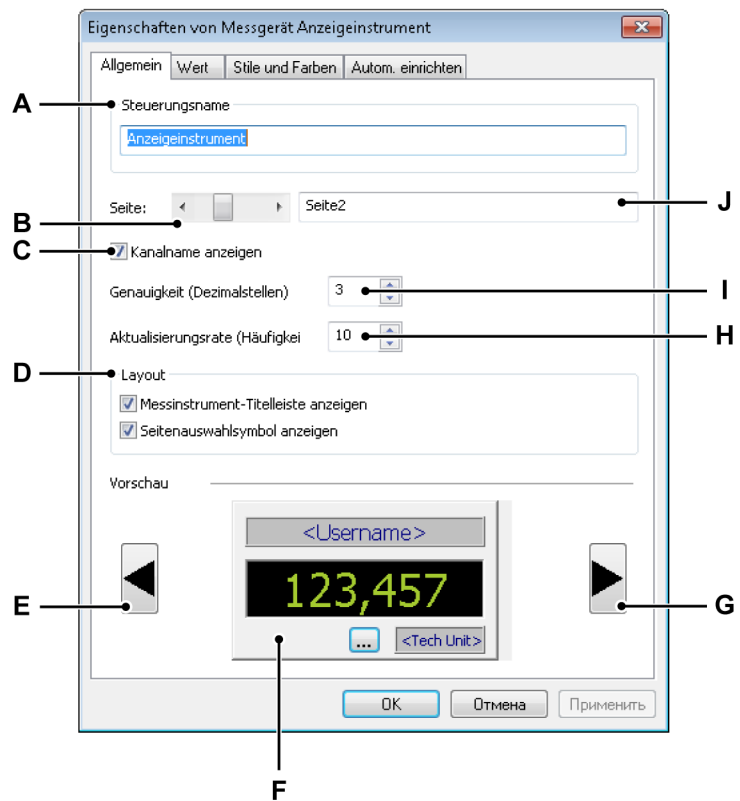 Eigenschaften von Messgerät Anzeigeinstrument
Allgemein Wert Stile und Farben Autom. einrichten
A Steuerungsname
Anzeigeinstrument
B Seite: Seite2 J
C Kanalname anzeigen
Genauigkeit (Dezimalstellen) 3 I
Aktualisierungsrate (Häufigkei 10 H
D Layout
Messinstrument-Titelleiste anzeigen
Seitenauswahlsymbol anzeigen
Vorschau
<Username>
123,457
E G
... <Tech Unit>
OK Отмена Применить
F